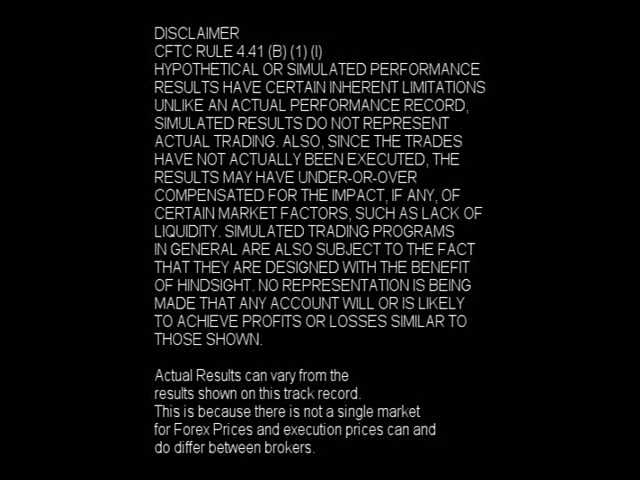 DISCLAIMER
CFTC RULE 4.41 (B) (1) (I)
HYPOTHETICAL OR SIMULATED PERFORMANCE
RESULTS HAVE CERTAIN INHERENT LIMITATIONS
UNLIKE AN ACTUAL PERFORMANCE RECORD,
SIMULATED RESULTS DO NOT REPRESENT
ACTUAL TRADING. ALSO, SINCE THE TRADES
HAVE NOT ACTUALLY BEEN EXECUTED, THE
RESULTS MAY HAVE UNDER-OR-OVER
COMPENSATED FOR THE IMPACT, IF ANY, OF
CERTAIN MARKET FACTORS, SUCH AS LACK OF
LIQUIDITY. SIMULATED TRADING PROGRAMS
IN GENERAL ARE ALSO SUBJECT TO THE FACT
THAT THEY ARE DESIGNED WITH THE BENEFIT
OF HINDSIGHT. NO REPRESENTATION IS BEING
MADE THAT ANY ACCOUNT WILL OR IS LIKELY
TO ACHIEVE PROFITS OR LOSSES SIMILAR TO
THOSE SHOWN.
Actual Results can vary from the
results shown on this track record.
This is because there is not a single market
for Forex Prices and execution prices can and
do differ between brokers.